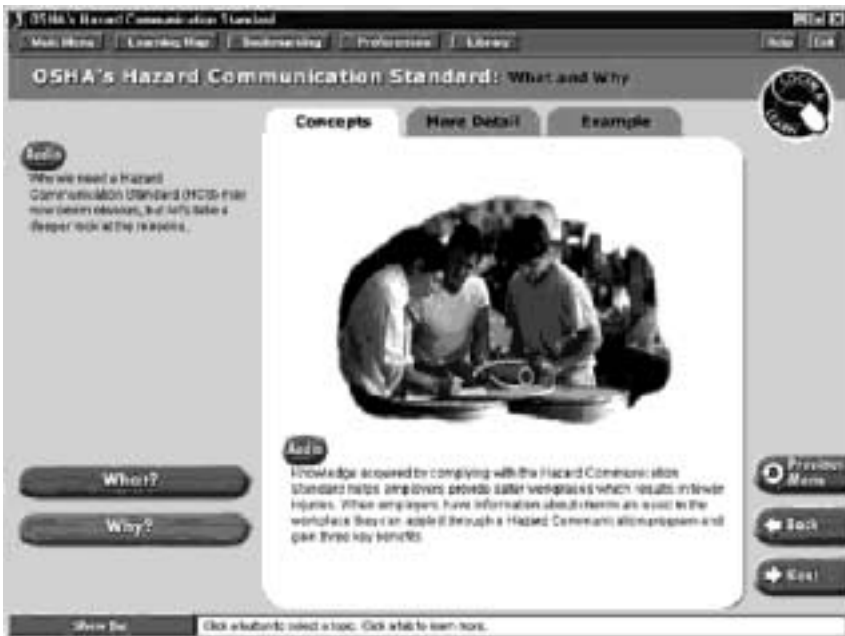 OSHA's Hazard Communication Standard
Main Menu Learning Map Bookmarking Preferences Library Help Exit
OSHA's Hazard Communication Standard: What and Why
Concepts More Detail Example
LEARN
Audio
Why we need a Hazard
Communication Standard (HCS) may
now seem obvious, but let's take a
deeper look at the reasons.
Audio
Knowledge acquired by complying with the Hazard Communication
Standard helps employers provide safer workplaces which results in fewer
injuries. When employers have information about chemicals used in the
workplace they can through a Hazard Communication program and
gain three key benefits.
What?
Why?
Previous
Menu
Back
Next
Show Me
Click a button to select a topic. Click a tab to learn more.